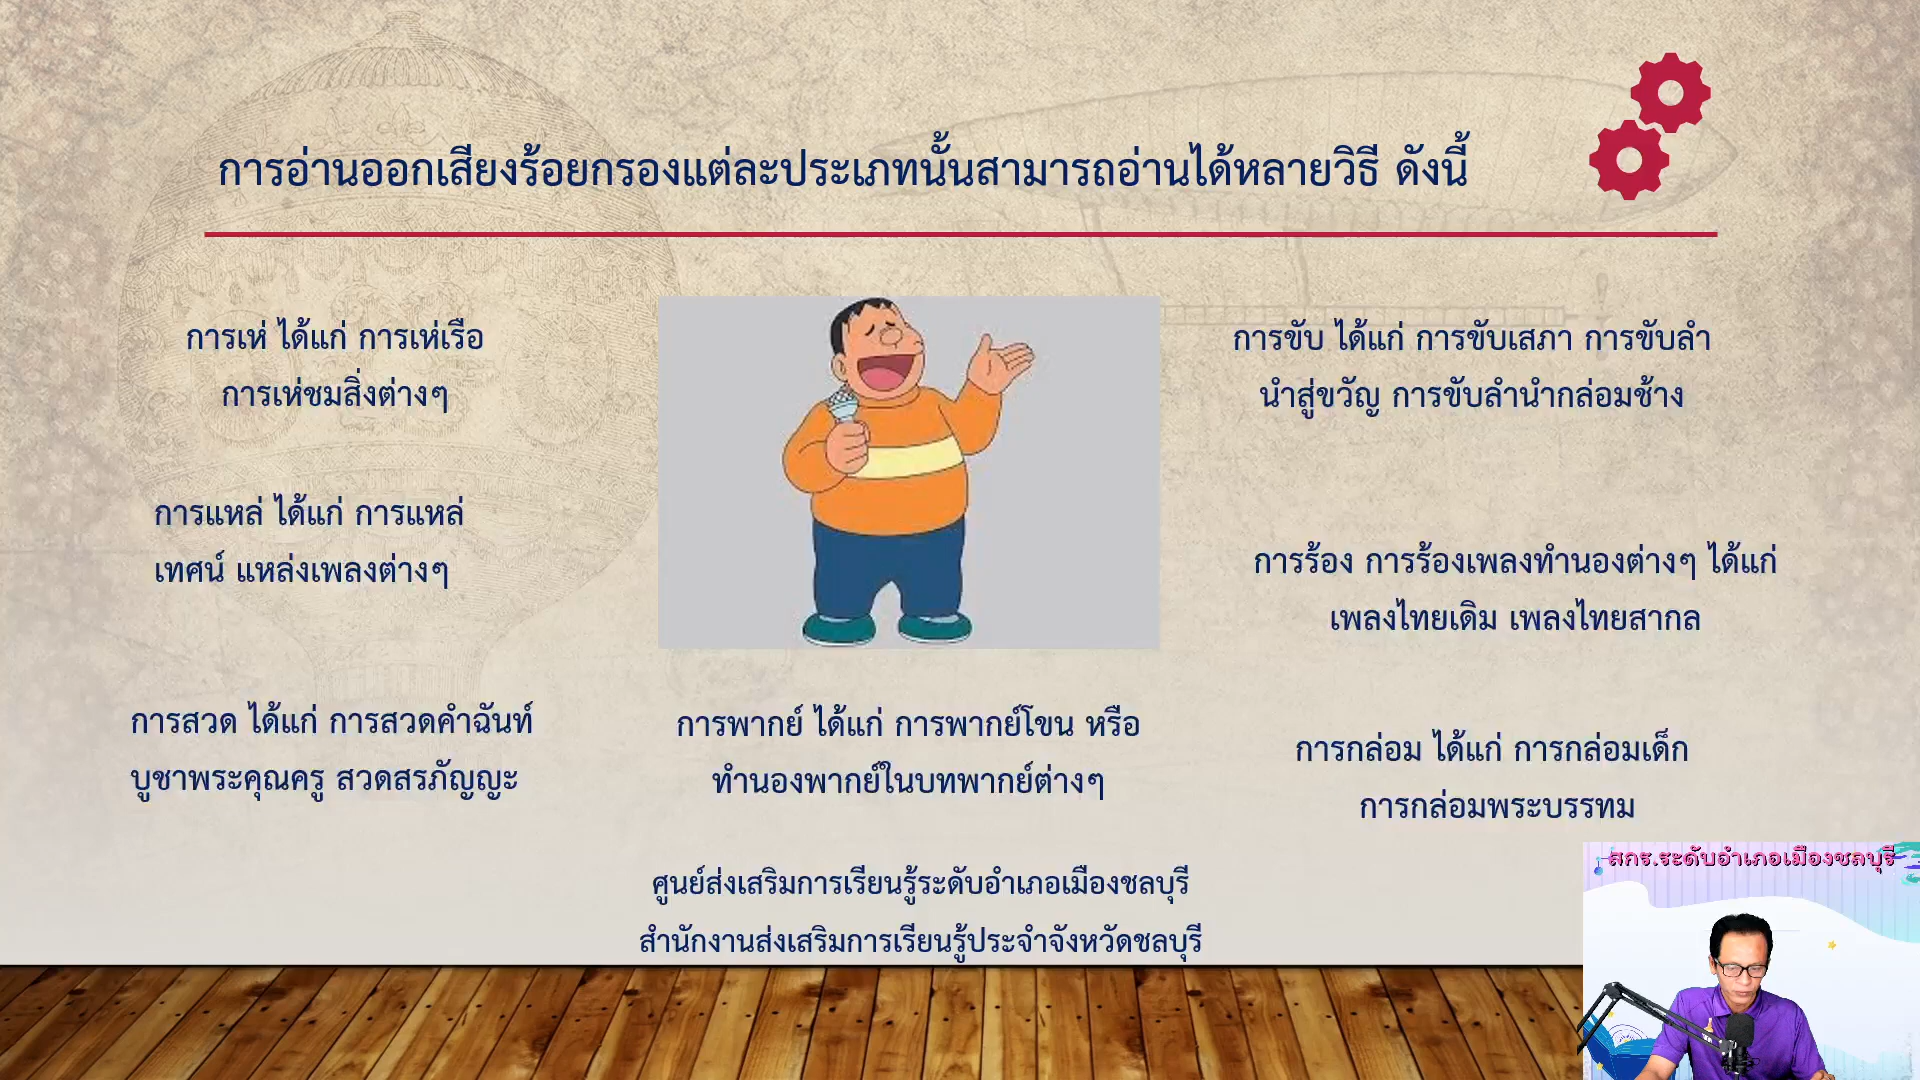 การอ่านออกเสียงร้อยกรองแต่ละประเภทนั้นสามารถอ่านได้หลายวิธี ดังนี้
การเห่ ได้แก่ การเห่เรือ
การเห่ชมสิ่งต่างๆ
การขับ ได้แก่ การขับเสภา การขับลำ
นำสู่ขวัญ การขับลำนำกล่อมช้าง
การแหล่ ได้แก่ การแหล่
เทศน์ แหล่งเพลงต่างๆ
การร้อง การร้องเพลงทำนองต่างๆ ได้แก่
เพลงไทยเดิม เพลงไทยสากล
การสวด ได้แก่ การสวดคำฉันท์
บูชาพระคุณครู สวดสรภัญญะ
การพากย์ ได้แก่ การพากย์โขน หรือ
ทำนองพากย์ในบทพากย์ต่างๆ
การกล่อม ได้แก่ การกล่อมเด็ก
การกล่อมพระบรรทม
ศูนย์ส่งเสริมการเรียนรู้ระดับอำเภอเมืองชลบุรี
สำนักงานส่งเสริมการเรียนรู้ประจำจังหวัดชลบุรี
สกร.ระดับอำเภอเมืองชลบุรี